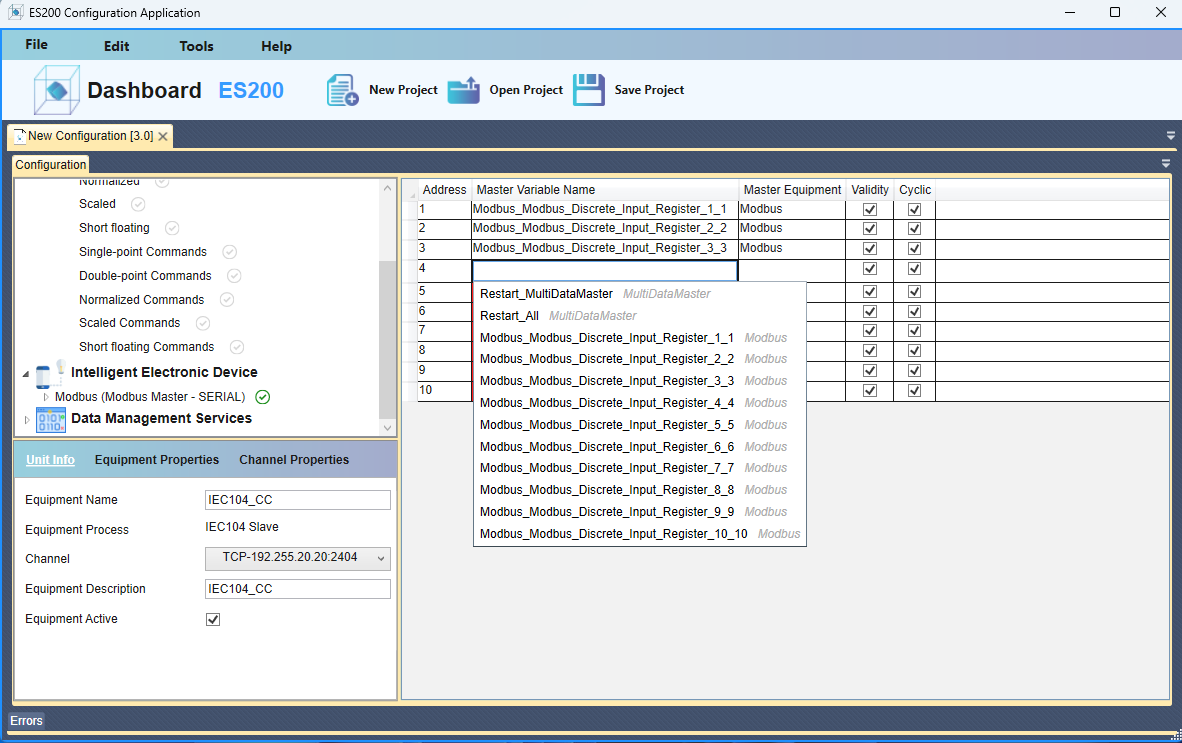 ES200 Configuration Application
File Edit Tools Help
Dashboard ES200 New Project Open Project Save Project
New Configuration [3.0]
Configuration
Normalized
Scaled
Short floating
Single-point Commands
Double-point Commands
Normalized Commands
Scaled Commands
Short floating Commands
Intelligent Electronic Device
Modbus (Modbus Master - SERIAL)
Data Management Services
Unit Info Equipment Properties Channel Properties
Equipment Name IEC104_CC
Equipment Process IEC104 Slave
Channel TCP-192.255.20.20:2404
Equipment Description IEC104_CC
Equipment Active
Address Master Variable Name Master Equipment Validity Cyclic
1 Modbus_Modbus_Discrete_Input_Register_1_1 Modbus
2 Modbus_Modbus_Discrete_Input_Register_2_2 Modbus
3 Modbus_Modbus_Discrete_Input_Register_3_3 Modbus
4
5
6
7
8
9
10
Restart_MultiDataMaster MultiDataMaster
Restart_All MultiDataMaster
Modbus_Modbus_Discrete_Input_Register_1_1 Modbus
Modbus_Modbus_Discrete_Input_Register_2_2 Modbus
Modbus_Modbus_Discrete_Input_Register_3_3 Modbus
Modbus_Modbus_Discrete_Input_Register_4_4 Modbus
Modbus_Modbus_Discrete_Input_Register_5_5 Modbus
Modbus_Modbus_Discrete_Input_Register_6_6 Modbus
Modbus_Modbus_Discrete_Input_Register_7_7 Modbus
Modbus_Modbus_Discrete_Input_Register_8_8 Modbus
Modbus_Modbus_Discrete_Input_Register_9_9 Modbus
Modbus_Modbus_Discrete_Input_Register_10_10 Modbus
Errors